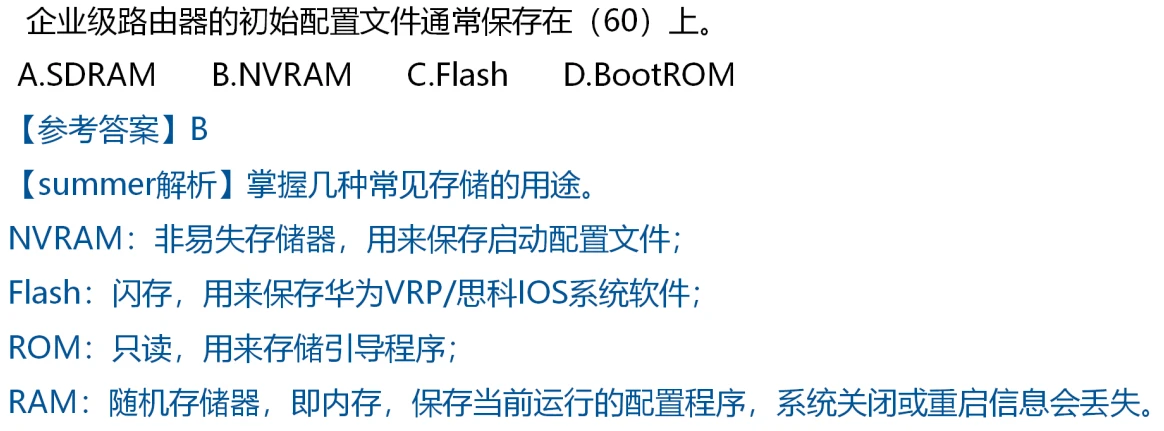 企业级路由器的初始配置文件通常保存在（60）上。
A.SDRAM B.NVRAM C.Flash D.BootROM
【参考答案】B
【summer解析】掌握几种常见存储的用途。
NVRAM：非易失存储器，用来保存启动配置文件；
Flash：闪存，用来保存华为VRP/思科IOS系统软件；
ROM：只读，用来存储引导程序；
RAM：随机存储器，即内存，保存当前运行的配置程序，系统关闭或重启信息会丢失。